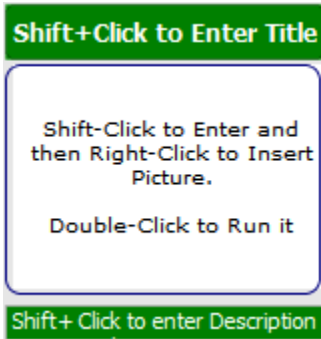 Shift+Click to Enter Title
Shift-Click to Enter and
then Right-Click to Insert
Picture.
Double-Click to Run it
Shift+ Click to enter Description